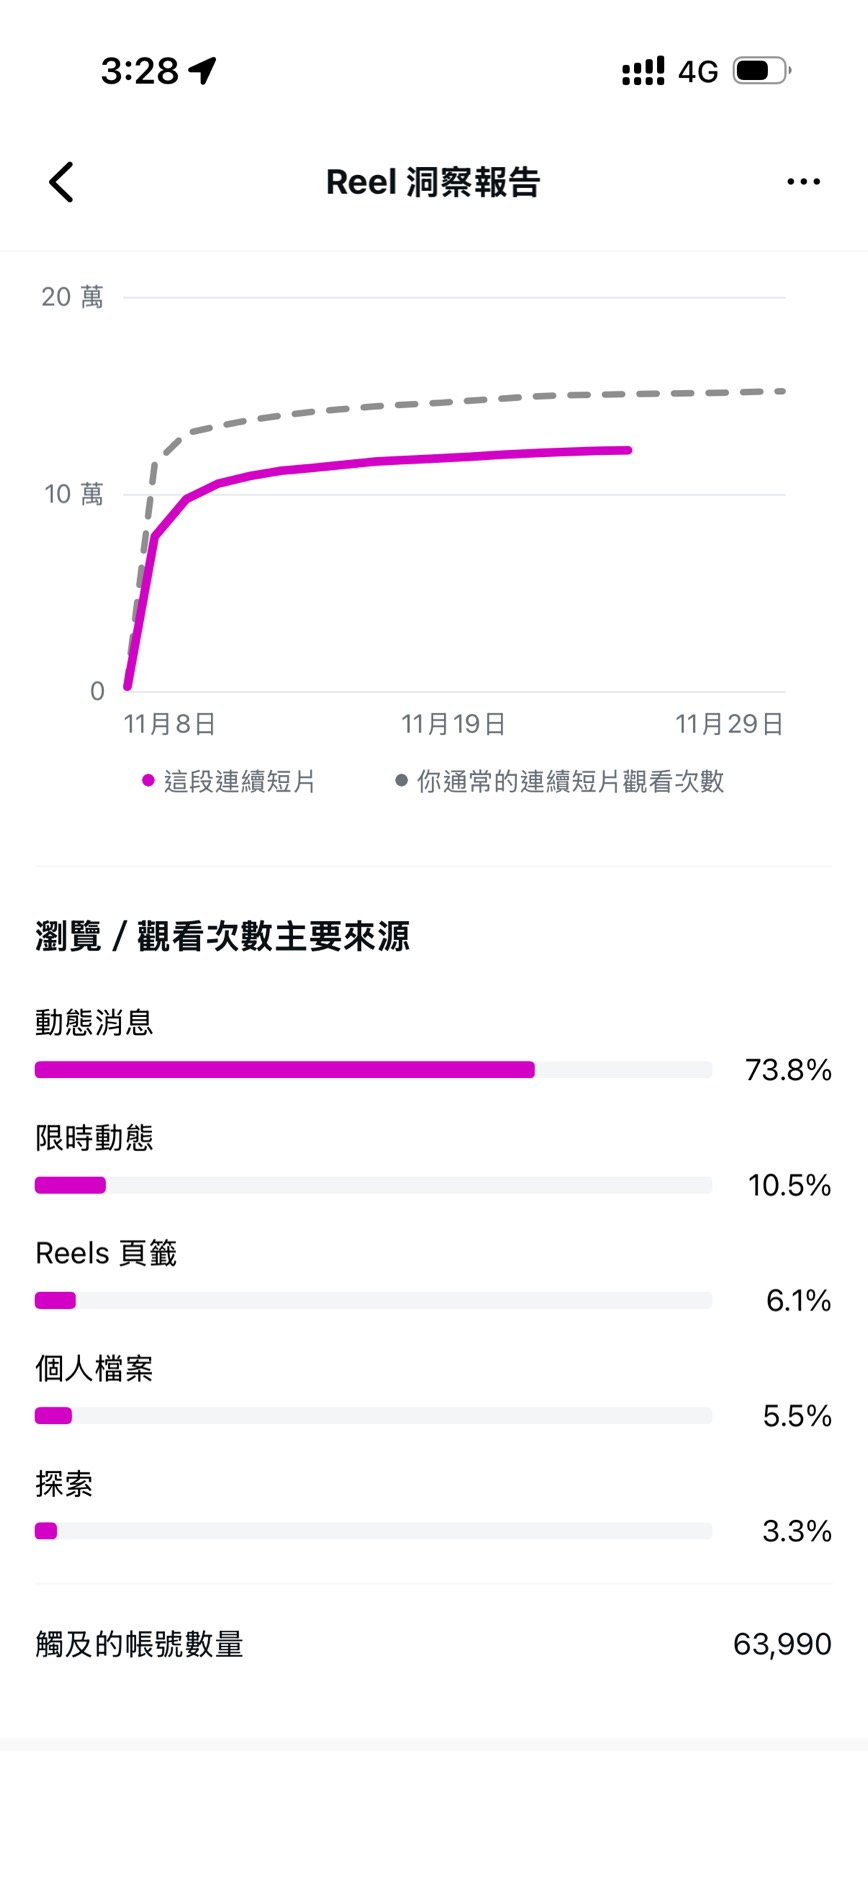 3:28 4G
Reel 洞察報告
20 萬
10 萬
0
11月8日 11月19日 11月29日
這段連續短片 你通常的連續短片觀看次數
瀏覽 / 觀看次數主要來源
動態消息
73.8%
限時動態
10.5%
Reels 頁籤
6.1%
個人檔案
5.5%
探索
3.3%
觸及的帳號數量 63,990